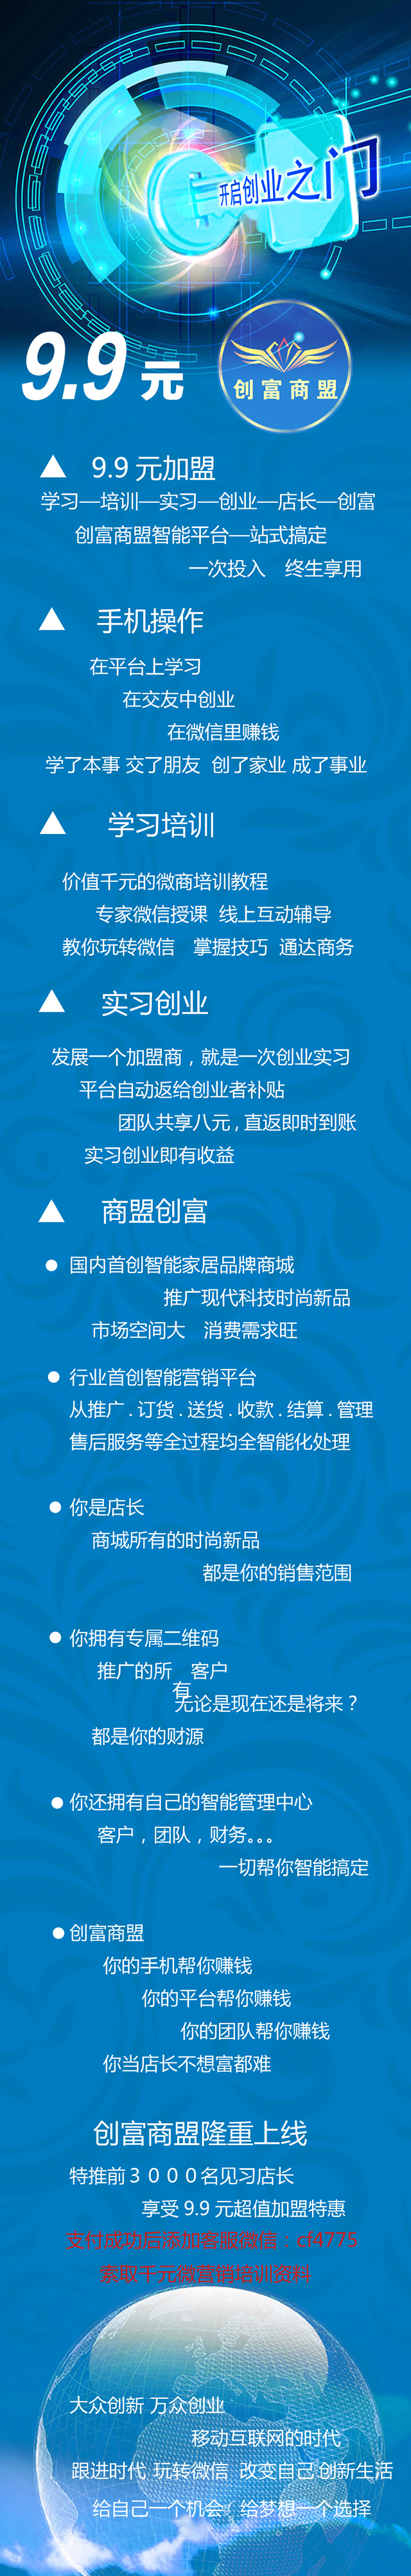 开启创业之门
9.9元
创富商盟
▲ 9.9元加盟
学习—培训—实习—创业—店长—创富
创富商盟智能平台—站式搞定
一次投入 终生享用
▲ 手机操作
在平台上学习
在交友中创业
在微信里赚钱
学了本事 交了朋友 创了家业 成了事业
▲ 学习培训
价值千元的微商培训教程
专家微信授课 线上互动辅导
教你玩转微信 掌握技巧 通达商务
▲ 实习创业
发展一个加盟商，就是一次创业实习
平台自动返给创业者补贴
团队共享八元，直返即时到账
实习创业即有收益
▲ 商盟创富
● 国内首创智能家居品牌商城
推广现代科技时尚新品
市场空间大 消费需求旺
● 行业首创智能营销平台
从推广.订货.送货.收款.结算.管理
售后服务等全过程均全智能化处理
● 你是店长
商城所有的时尚新品
都是你的销售范围
● 你拥有专属二维码
推广的所有客户
无论是现在还是将来？
都是你的财源
● 你还拥有自己的智能管理中心
客户，团队，财务。。。
一切帮你智能搞定
● 创富商盟
你的手机帮你赚钱
你的平台帮你赚钱
你的团队帮你赚钱
你当店长不想富都难
创富商盟隆重上线
特推前３０００名见习店长
享受9.9元超值加盟特惠
支付成功后添加客服微信：cf4775
索取千元微营销培训资料
大众创新 万众创业
移动互联网的时代
跟进时代 玩转微信 改变自己 创新生活
给自己一个机会 给梦想一个选择